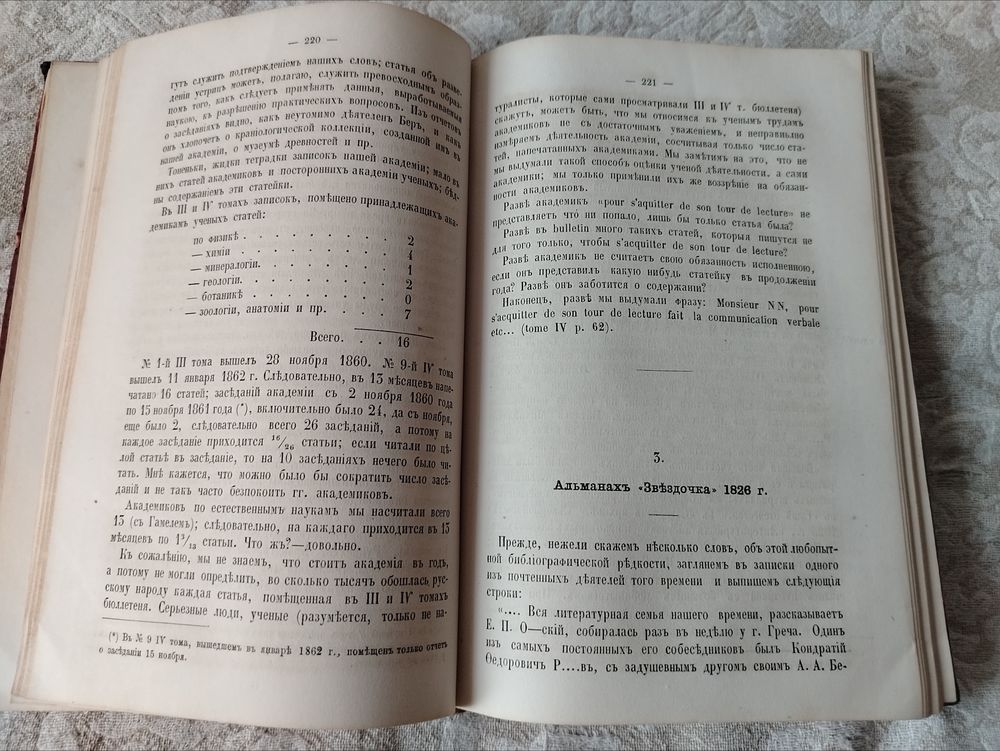 — 220 —
гутъ служить подтвержденіемъ нашихъ словъ; статья объ разве-
деніи устрицъ можетъ, полагаю, служить превосходнымъ образ-
помъ того, какъ слѣдуетъ примѣнять данныя, выработываемыя
наукою, къ разрѣшенію практическихъ вопросовъ. Изъ отчетовъ
о засѣданіяхъ видно, какъ неутомимо дѣятеленъ Беръ, и какъ
онъ хлопочетъ о краніологической коллекціи, созданной имъ въ
нашей академіи, о музеумѣ древностей и пр.
Тоненьки, жидки тетрадки записокъ нашей академіи; мало въ
нихъ статей академиковъ и постороннихъ академіи ученыхъ; бѣд-
ны содержаніемъ эти статейки.
Въ III и IV томахъ записокъ, помѣщено принадлежащихъ ака-
демикамъ ученыхъ статей:
по физикѣ . . . . . . . . 2
— химіи . . . . . . . . 4
— минералогіи. . . . . . . 1
— геологіи. . . . . . . . 2
— ботаникѣ . . . . . . . 0
— зоологіи, анатоміи и пр. . . . . 7
Всего. . . 16
№ 1-й III тома вышелъ 28 ноября 1860. № 9-й IV тома
вышелъ 11 января 1862 г. Слѣдовательно, въ 13 мѣсяцевъ напе-
чатано 16 статей; засѣданій академіи съ 2 ноября 1860 года
по 15 ноября 1861 года (*), включительно было 24, да съ ноября,
еще было 2, слѣдовательно всего 26 засѣданій, а потому на
каждое засѣданіе приходится 16/26 статьи; если читали по цѣ-
лой статьѣ въ засѣданіе, то на 10 засѣданіяхъ нечего было чи-
тать. Мнѣ кажется, что можно было бы сократить число засѣ-
даній и не такъ часто безпокоить гг. академиковъ.
Академиковъ по естественнымъ наукамъ мы насчитали всего
13 (съ Гамелемъ); слѣдовательно, на каждаго приходится въ 13
мѣсяцевъ по 1 3/13 статьи. Что жъ?—довольно.
Къ сожалѣнію, мы не знаемъ, что стоитъ академія въ годъ,
а потому не могли опредѣлить, во сколько тысячъ обошлась рус-
скому народу каждая статья, помѣщенная въ III и IV томахъ
бюллетеня. Серьезные люди, ученые (разумѣется, только не на-
(*) Въ № 9 IV тома, вышедшемъ въ январѣ 1862 г., помѣщенъ только отчетъ
о засѣданіи 15 ноября.
— 221 —
туралисты, которые сами просматривали III и IV т. бюллетеня)
скажутъ, можетъ быть, что мы относимся къ ученымъ трудамъ
академиковъ не съ достаточнымъ уваженіемъ, и неправильно
измѣряемъ дѣятельность академіи, сосчитывая только число ста-
тей, напечатанныхъ академиками. Мы замѣтимъ на это, что не
мы выдумали такой способъ оцѣнки ученой дѣятельности, а сами
академики; мы только примѣнили ихъ же воззрѣніе на обязан-
ности академиковъ.
Развѣ академикъ «pour s'aquitter de son tour de lecture» не
представляетъ что ни попало, лишь бы только статья была?
Развѣ въ bulletin много такихъ статей, которыя пишутся не
для того только, чтобы s'acquitter de son tour de lecture?
Развѣ академикъ не считаетъ свою обязанность исполненною,
если онъ представилъ какую нибудь статейку въ продолженіи
года? Развѣ онъ заботится о содержаніи?
Наконецъ, развѣ мы выдумали фразу: Monsieur NN, pour
s'acquitter de son tour de lecture fait la communication verbale
etc... (tome IV p. 62).
3.
Альманахъ «Звѣздочка» 1826 г.
Прежде, нежели скажемъ нѣсколько словъ, объ этой любопыт-
ной библіографической рѣдкости, заглянемъ въ записки одного
изъ почтенныхъ дѣятелей того времени и выпишемъ слѣдующія
строки:
“.... Вся литературная семья нашего времени, разсказываетъ
Е. П. О—скій, собиралась разъ въ недѣлю у г. Греча. Одинъ
изъ самыхъ постоянныхъ его собесѣдниковъ былъ Кондратій
Ѳедоровичъ Р....въ, съ задушевнымъ другомъ своимъ А. А. Бе-